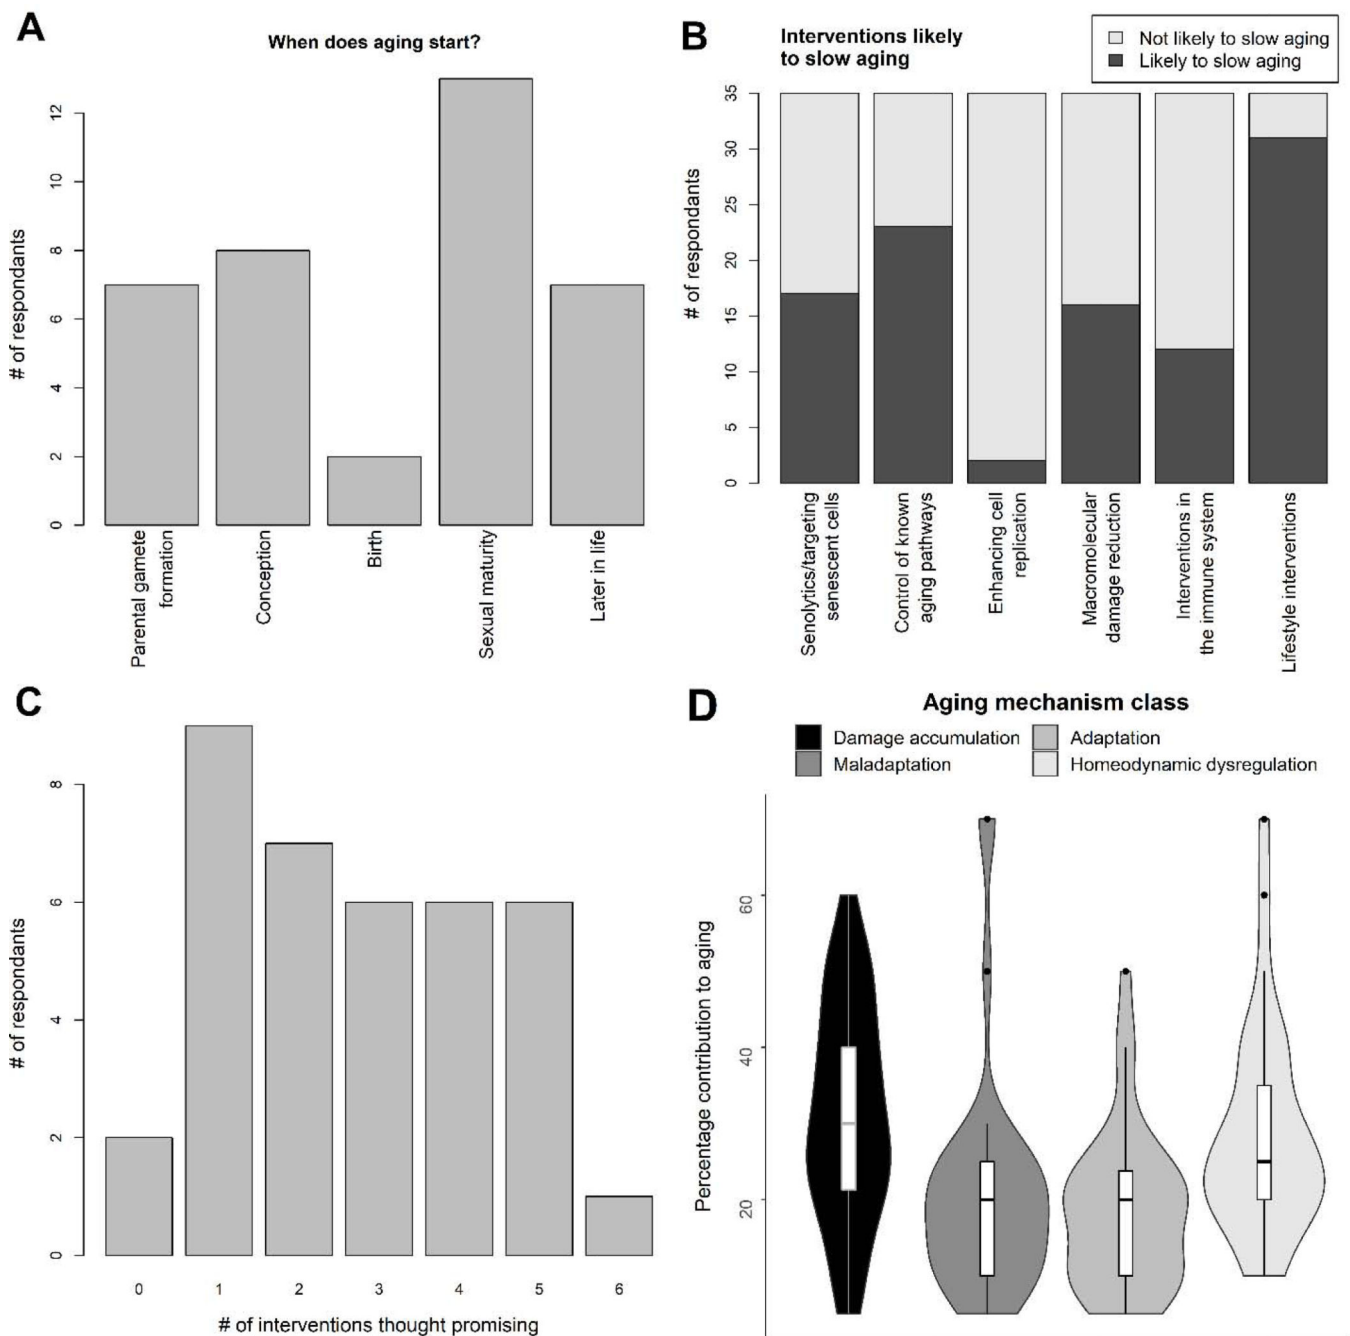 A
When does aging start?
# of respondants
0
2
4
6
8
10
12
Parental gamete
formation
Conception
Birth
Sexual maturity
Later in life
B
Interventions likely
to slow aging
Not likely to slow aging
Likely to slow aging
# of respondants
0
5
10
15
20
25
30
35
Senolytics/targeting
senescent cells
Control of known
aging pathways
Enhancing cell
replication
Macromolecular
damage reduction
Interventions in
the immune system
Lifestyle interventions
C
# of respondants
0
2
4
6
8
0 1 2 3 4 5 6
# of interventions thought promising
D
Aging mechanism class
Damage accumulation
Adaptation
Maladaptation
Homeodynamic dysregulation
Percentage contribution to aging
20
40
60